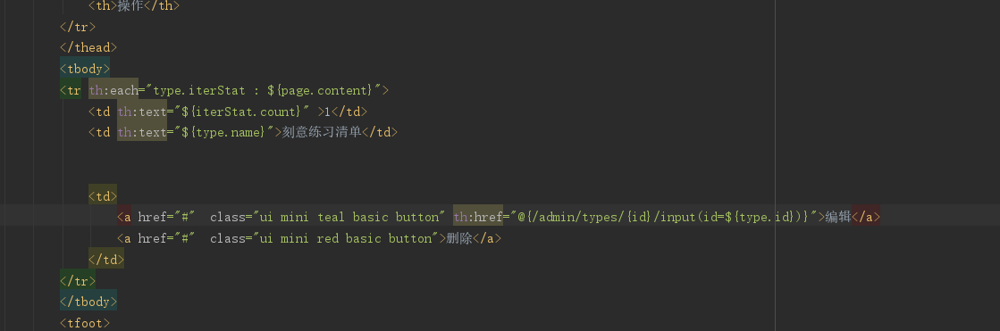 <th>操作</th>
</tr>
</thead>
<tbody>
<tr th:each="type.iterStat : ${page.content}">
<td th:text="${iterStat.count}" >1</td>
<td th:text="${type.name}">刻意练习清单</td>
<td>
<a href="#"  class="ui mini teal basic button" th:href="@{/admin/types/{id}/input(id=${type.id})}">编辑</a>
<a href="#"  class="ui mini red basic button">删除</a>
</td>
</tr>
</tbody>
<tfoot>